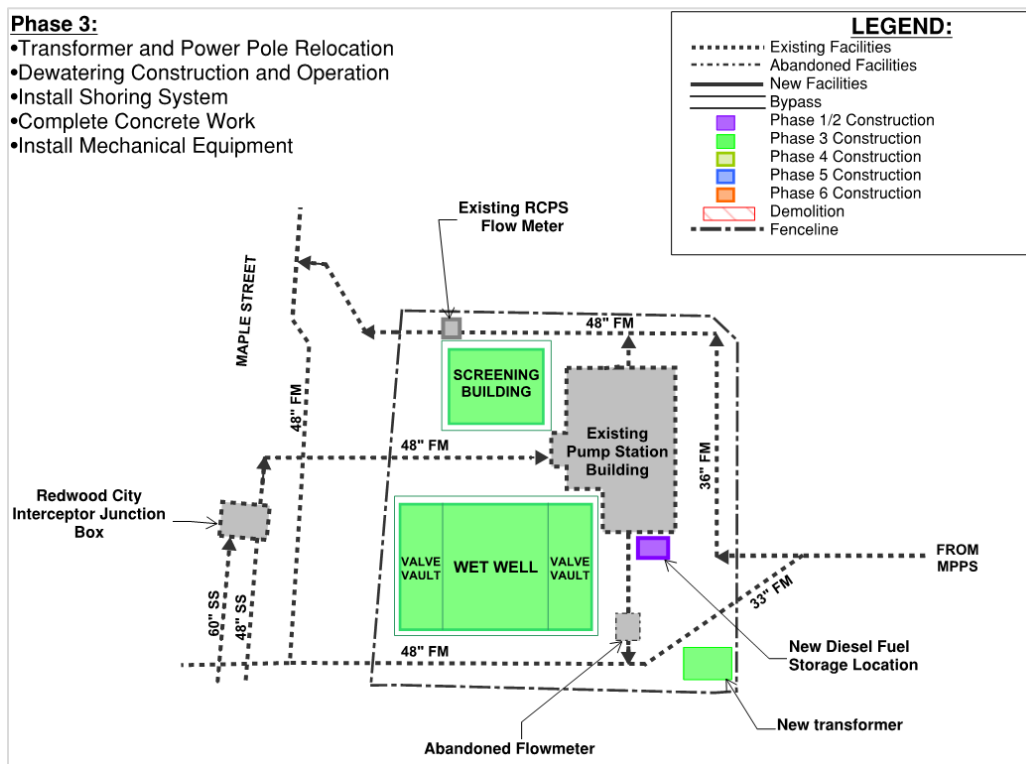 Phase 3:
•Transformer and Power Pole Relocation
•Dewatering Construction and Operation
•Install Shoring System
•Complete Concrete Work
•Install Mechanical Equipment
LEGEND:
Existing Facilities
Abandoned Facilities
New Facilities
Bypass
Phase 1/2 Construction
Phase 3 Construction
Phase 4 Construction
Phase 5 Construction
Phase 6 Construction
Demolition
Fenceline
Existing RCPS
Flow Meter
MAPLE STREET
48" FM
48" FM
SCREENING
BUILDING
Existing
Pump Station
Building
48" FM
36" FM
Redwood City
Interceptor Junction
Box
60" SS
48" SS
VALVE
VAULT
WET WELL
VALVE
VAULT
FROM
MPPS
33" FM
48" FM
New Diesel Fuel
Storage Location
New transformer
Abandoned Flowmeter